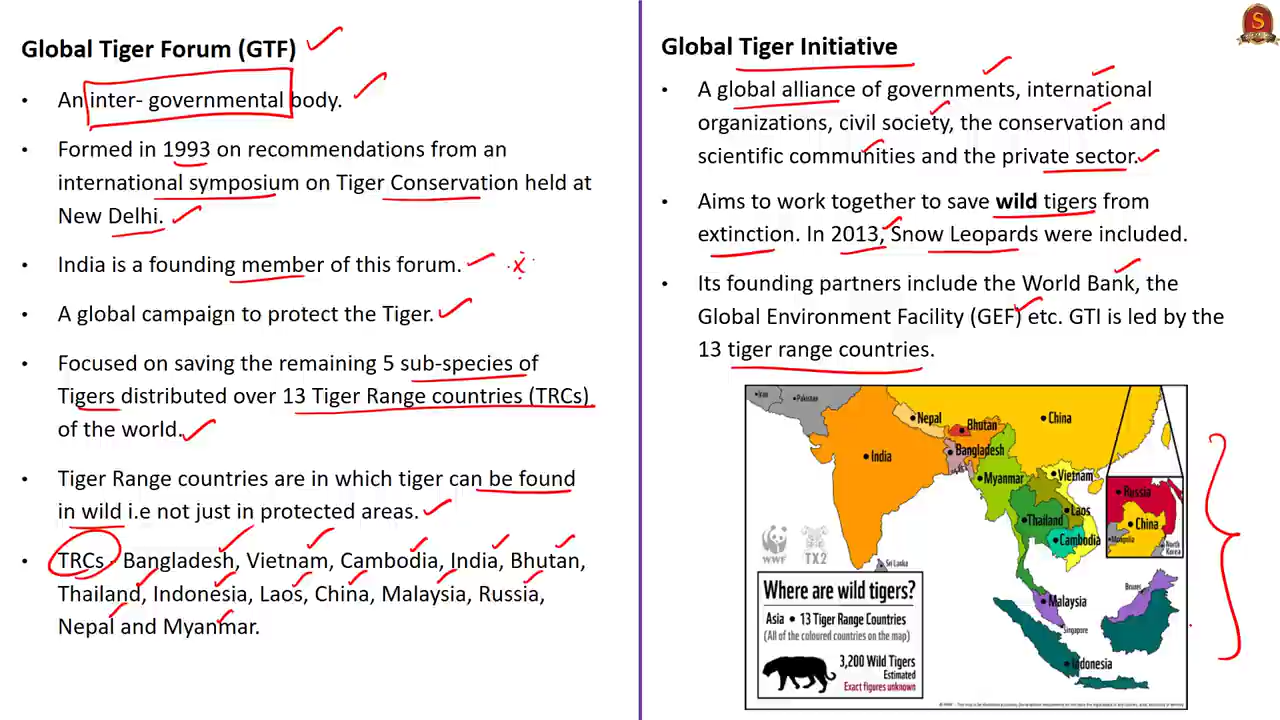 Global Tiger Forum (GTF)
• An inter- governmental body.
• Formed in 1993 on recommendations from an
international symposium on Tiger Conservation held at
New Delhi.
• India is a founding member of this forum.
• A global campaign to protect the Tiger.
• Focused on saving the remaining 5 sub-species of
Tigers distributed over 13 Tiger Range countries (TRCs)
of the world.
• Tiger Range countries are in which tiger can be found
in wild i.e not just in protected areas.
• TRCs - Bangladesh, Vietnam, Cambodia, India, Bhutan,
Thailand, Indonesia, Laos, China, Malaysia, Russia,
Nepal and Myanmar.
Global Tiger Initiative
• A global alliance of governments, international
organizations, civil society, the conservation and
scientific communities and the private sector.
• Aims to work together to save wild tigers from
extinction. In 2013, Snow Leopards were included.
• Its founding partners include the World Bank, the
Global Environment Facility (GEF) etc. GTI is led by the
13 tiger range countries.
Iran
Pakistan
Nepal
China
Bhutan
India
Bangladesh
Myanmar
Vietnam
Laos
Thailand
Cambodia
Russia
China
Mongolia
North
Korea
Sri Lanka
WWF
TX2
Brunei
Malaysia
Singapore
Indonesia
Where are wild tigers?
Asia • 13 Tiger Range Countries
(All of the coloured countries on the map)
3,200 Wild Tigers
Estimated
Exact figures unknown